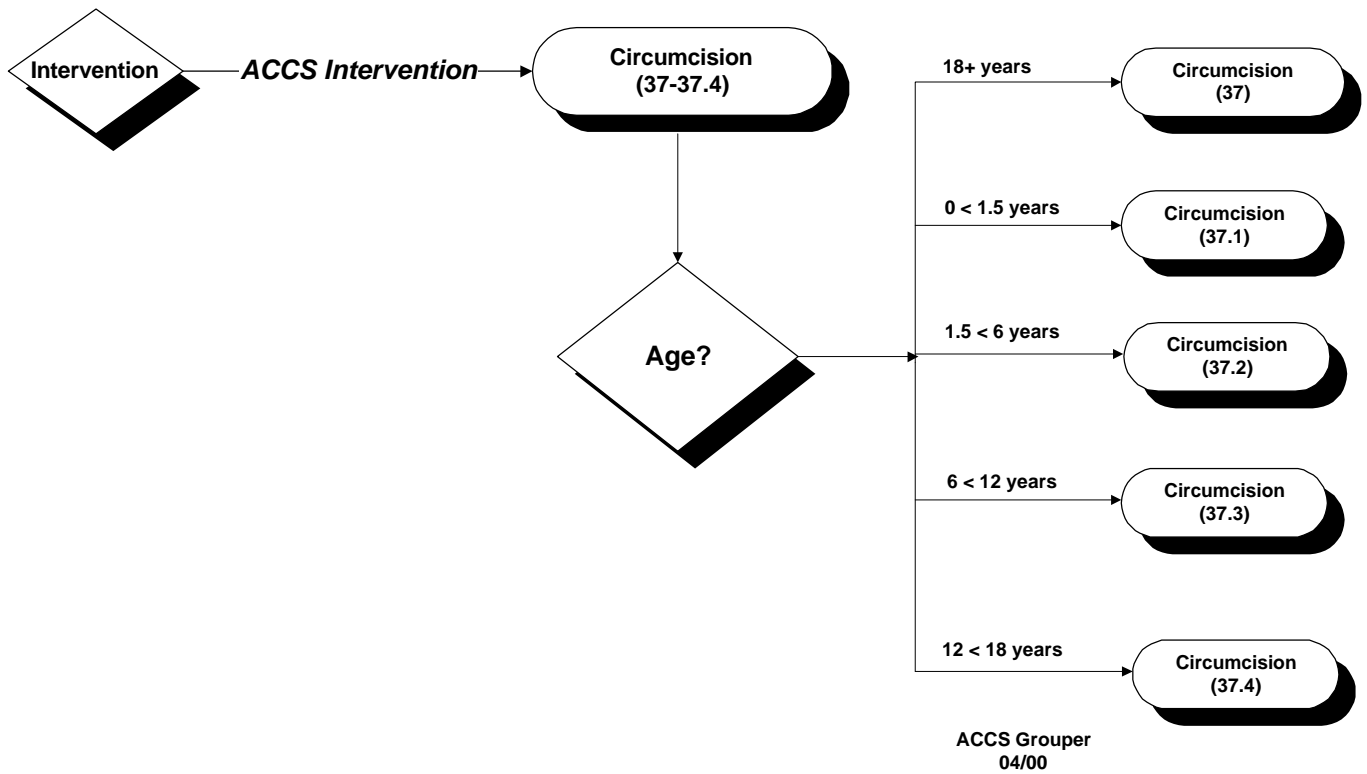 Intervention
ACCS Intervention
Circumcision
(37-37.4)
Age?
18+ years
Circumcision
(37)
0 < 1.5 years
Circumcision
(37.1)
1.5 < 6 years
Circumcision
(37.2)
6 < 12 years
Circumcision
(37.3)
12 < 18 years
Circumcision
(37.4)
ACCS Grouper
04/00